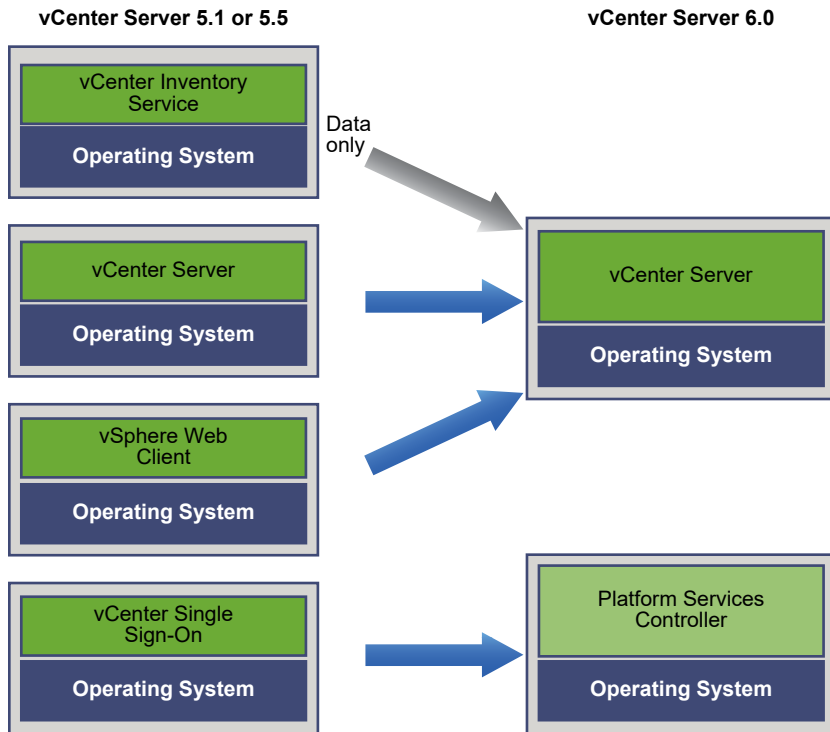 vCenter Server 5.1 or 5.5
vCenter Server 6.0
vCenter Inventory
Service
Operating System
Data
only
vCenter Server
Operating System
vCenter Server
Operating System
vSphere Web
Client
Operating System
vCenter Single
Sign-On
Operating System
Platform Services
Controller
Operating System